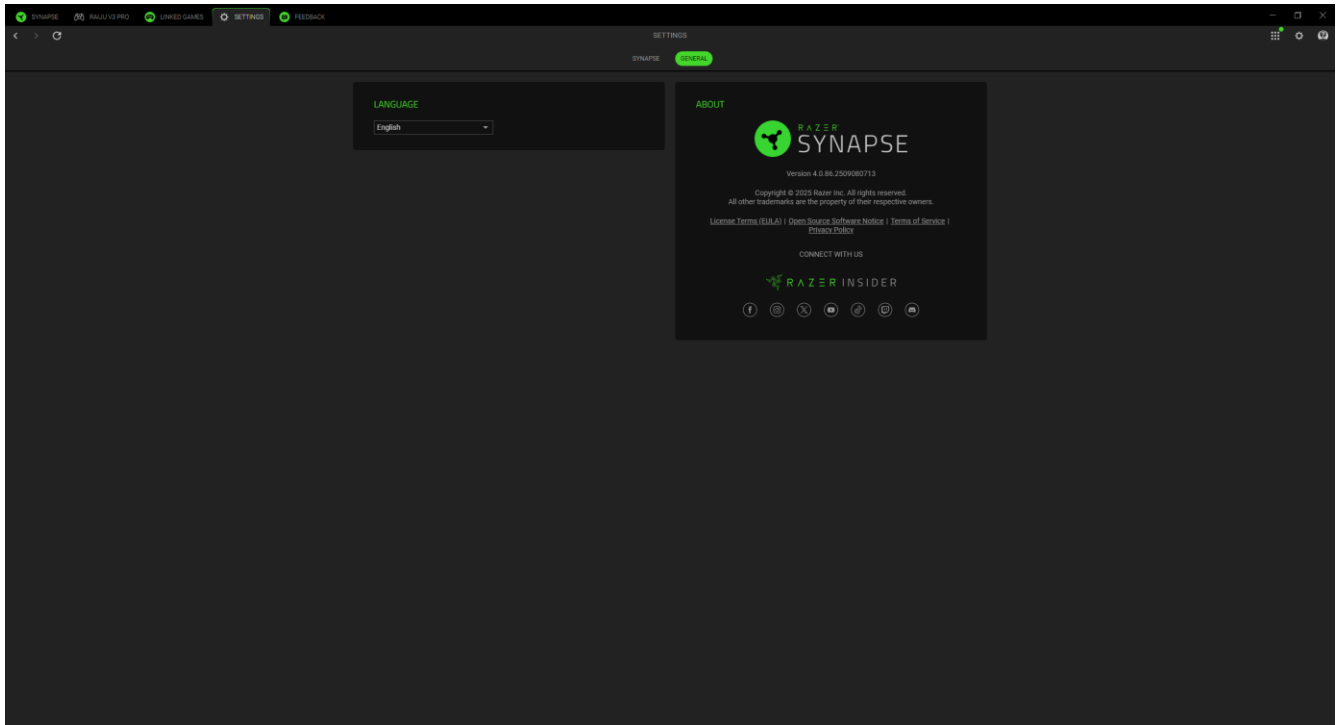 SYNAPSE
RAIJU V3 PRO
LINKED GAMES
SETTINGS
FEEDBACK
SETTINGS
SYNAPSE
GENERAL
LANGUAGE
English
ABOUT
RAZER
SYNAPSE
Version 4.0.86.2509080713
Copyright © 2025 Razer Inc. All rights reserved.
All other trademarks are the property of their respective owners.
License Terms (EULA) | Open Source Software Notice | Terms of Service |
Privacy Policy
CONNECT WITH US
RAZER INSIDER